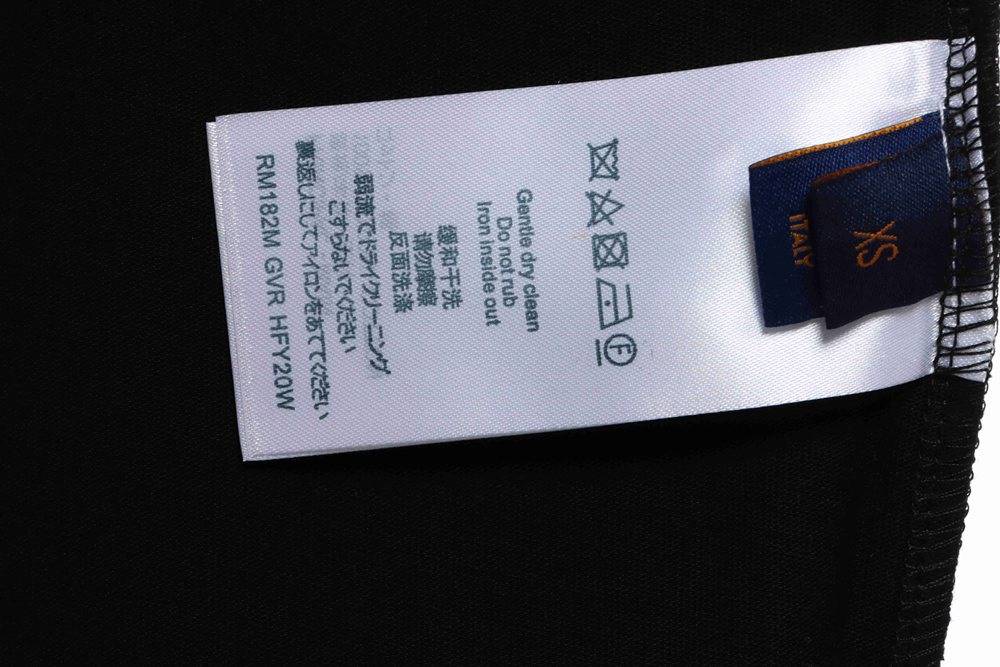 Gentle dry clean
Do not rub
Iron inside out
缓和干洗
请勿磨擦
反面洗涤
弱流てドライクリーニング
こすらないでください
裏返しにしてアイロンをあててください
RM182M GVR HFY20W
XS
ITALY
F